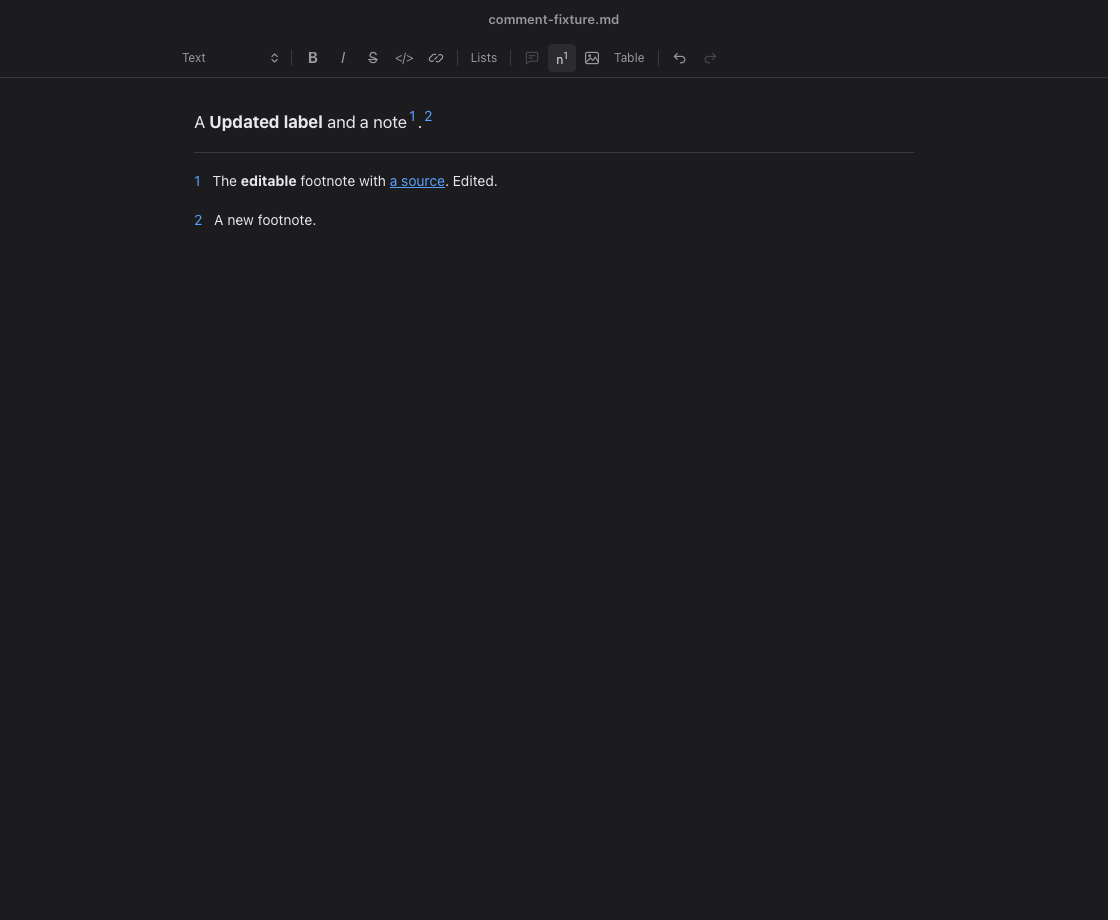 comment-fixture.md
Text B I S </> Lists n¹ Table
A Updated label and a note¹.²
1 The editable footnote with a source. Edited.
2 A new footnote.